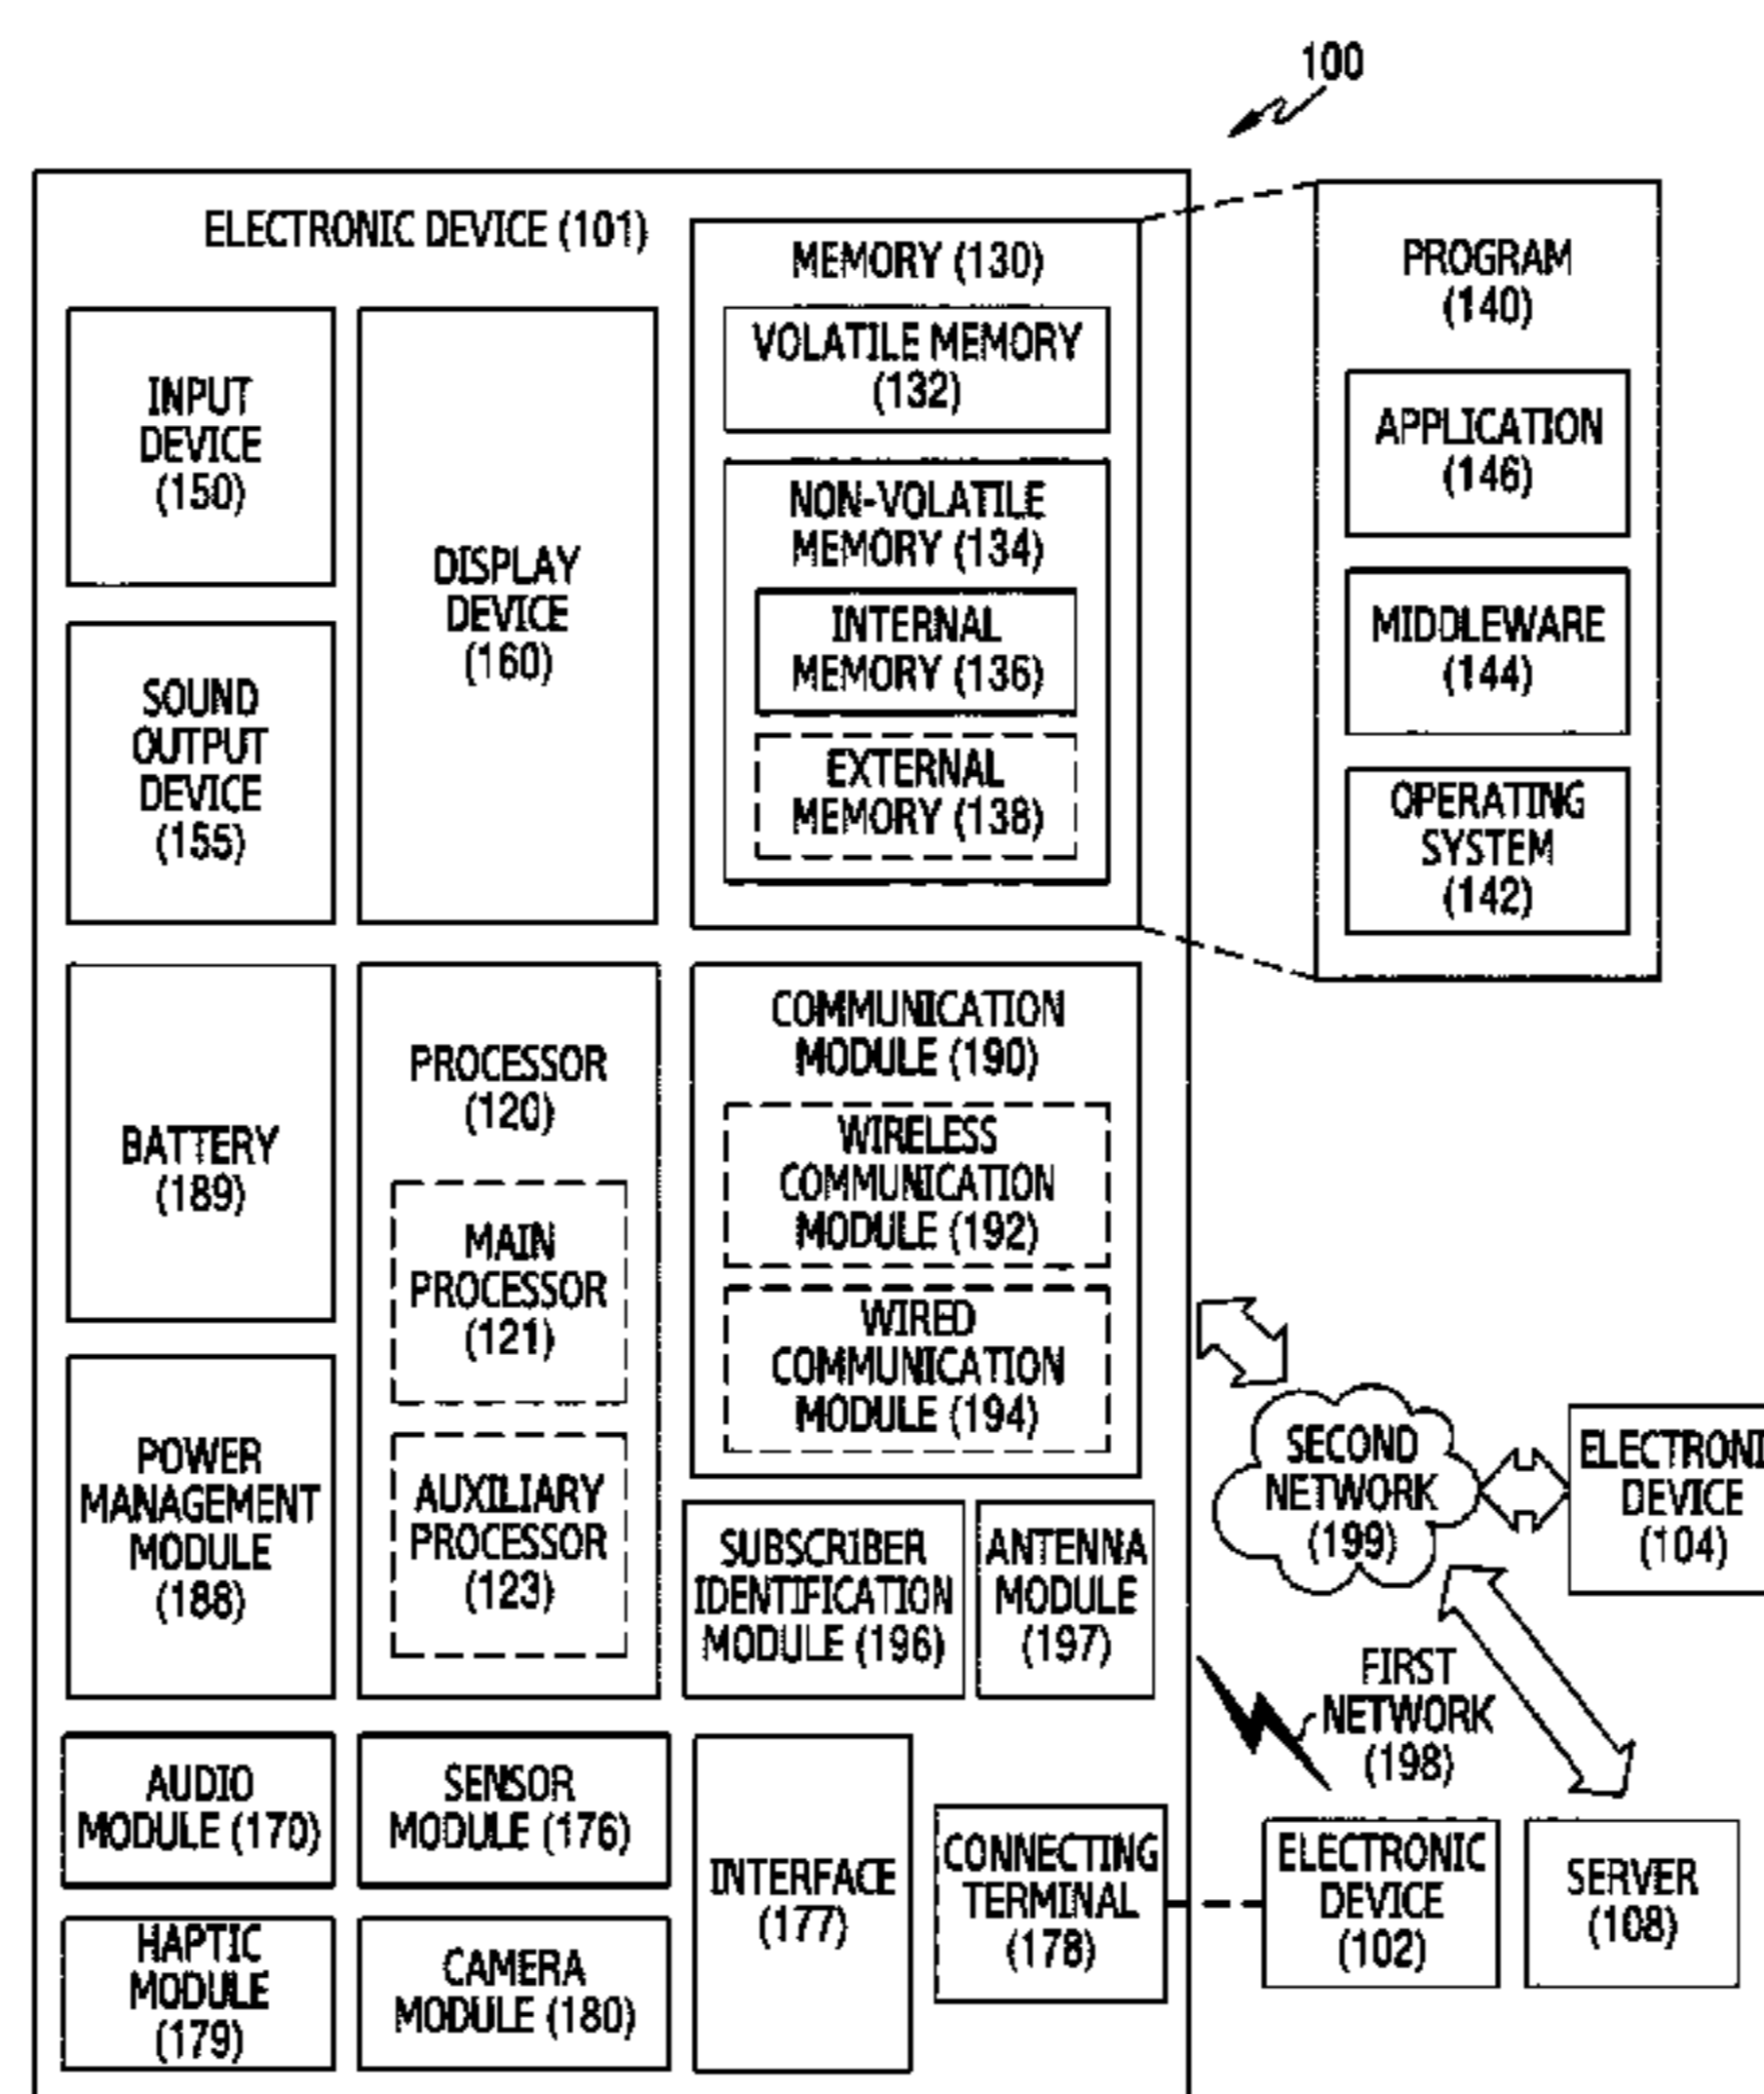 100
ELECTRONIC DEVICE (101)
INPUT
DEVICE
(150)
SOUND
OUTPUT
DEVICE
(155)
DISPLAY
DEVICE
(160)
MEMORY (130)
VOLATILE MEMORY
(132)
NON-VOLATILE
MEMORY (134)
INTERNAL
MEMORY (136)
EXTERNAL
MEMORY (138)
PROGRAM
(140)
APPLICATION
(146)
MIDDLEWARE
(144)
OPERATING
SYSTEM
(142)
BATTERY
(189)
POWER
MANAGEMENT
MODULE
(188)
PROCESSOR
(120)
MAIN
PROCESSOR
(121)
AUXILIARY
PROCESSOR
(123)
COMMUNICATION
MODULE (190)
WIRELESS
COMMUNICATION
MODULE (192)
WIRED
COMMUNICATION
MODULE (194)
SUBSCRIBER
IDENTIFICATION
MODULE (196)
ANTENNA
MODULE
(197)
SECOND
NETWORK
(199)
ELECTRONI
DEVICE
(104)
FIRST
NETWORK
(198)
AUDIO
MODULE (170)
SENSOR
MODULE (176)
HAPTIC
MODULE
(179)
CAMERA
MODULE (180)
INTERFACE
(177)
CONNECTING
TERMINAL
(178)
ELECTRONIC
DEVICE
(102)
SERVER
(108)